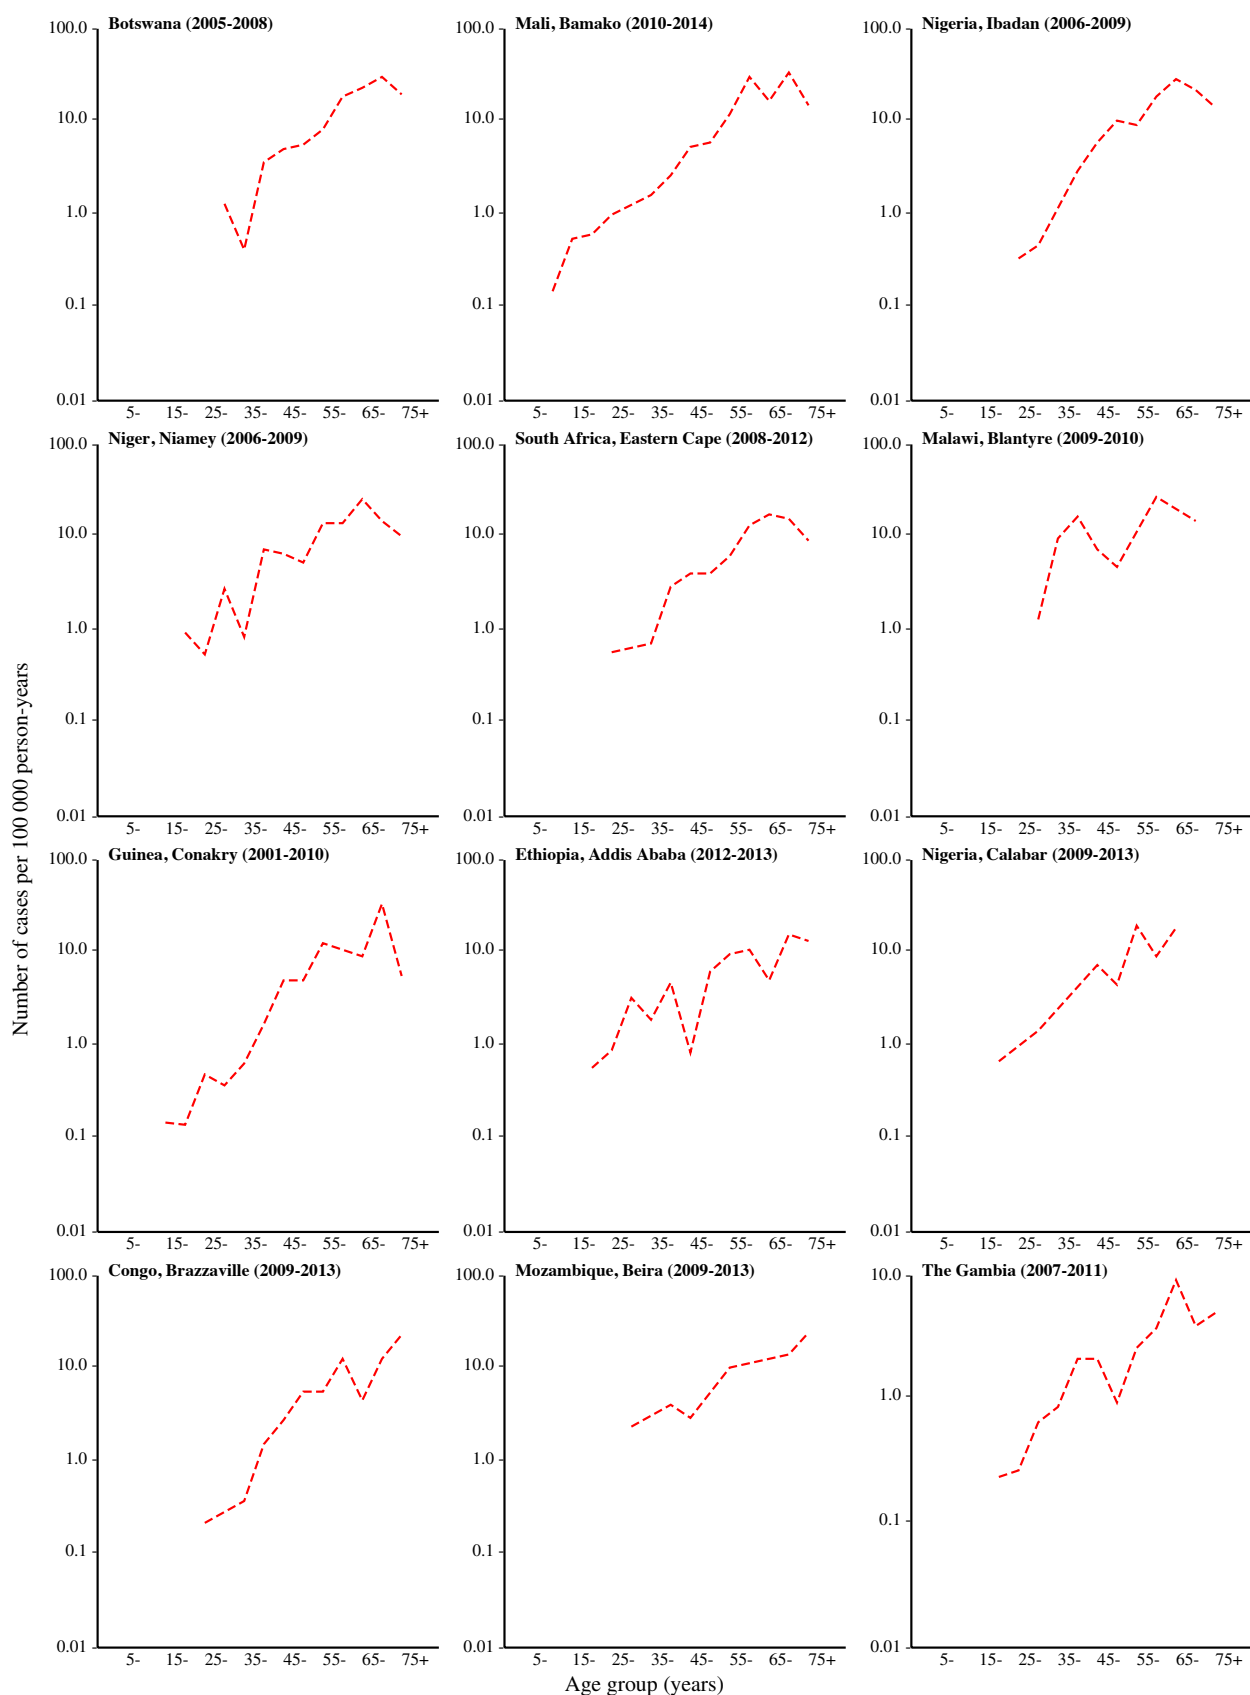 Number of cases per 100 000 person-years
Botswana (2005-2008)
100.0
10.0
1.0
0.1
0.01
5- 15- 25- 35- 45- 55- 65- 75+
Mali, Bamako (2010-2014)
100.0
10.0
1.0
0.1
0.01
5- 15- 25- 35- 45- 55- 65- 75+
Nigeria, Ibadan (2006-2009)
100.0
10.0
1.0
0.1
0.01
5- 15- 25- 35- 45- 55- 65- 75+
Niger, Niamey (2006-2009)
100.0
10.0
1.0
0.1
0.01
5- 15- 25- 35- 45- 55- 65- 75+
South Africa, Eastern Cape (2008-2012)
100.0
10.0
1.0
0.1
0.01
5- 15- 25- 35- 45- 55- 65- 75+
Malawi, Blantyre (2009-2010)
100.0
10.0
1.0
0.1
0.01
5- 15- 25- 35- 45- 55- 65- 75+
Guinea, Conakry (2001-2010)
100.0
10.0
1.0
0.1
0.01
5- 15- 25- 35- 45- 55- 65- 75+
Ethiopia, Addis Ababa (2012-2013)
100.0
10.0
1.0
0.1
0.01
5- 15- 25- 35- 45- 55- 65- 75+
Nigeria, Calabar (2009-2013)
100.0
10.0
1.0
0.1
0.01
5- 15- 25- 35- 45- 55- 65- 75+
Congo, Brazzaville (2009-2013)
100.0
10.0
1.0
0.1
0.01
5- 15- 25- 35- 45- 55- 65- 75+
Mozambique, Beira (2009-2013)
100.0
10.0
1.0
0.1
0.01
5- 15- 25- 35- 45- 55- 65- 75+
The Gambia (2007-2011)
10.0
1.0
0.1
0.01
5- 15- 25- 35- 45- 55- 65- 75+
Age group (years)